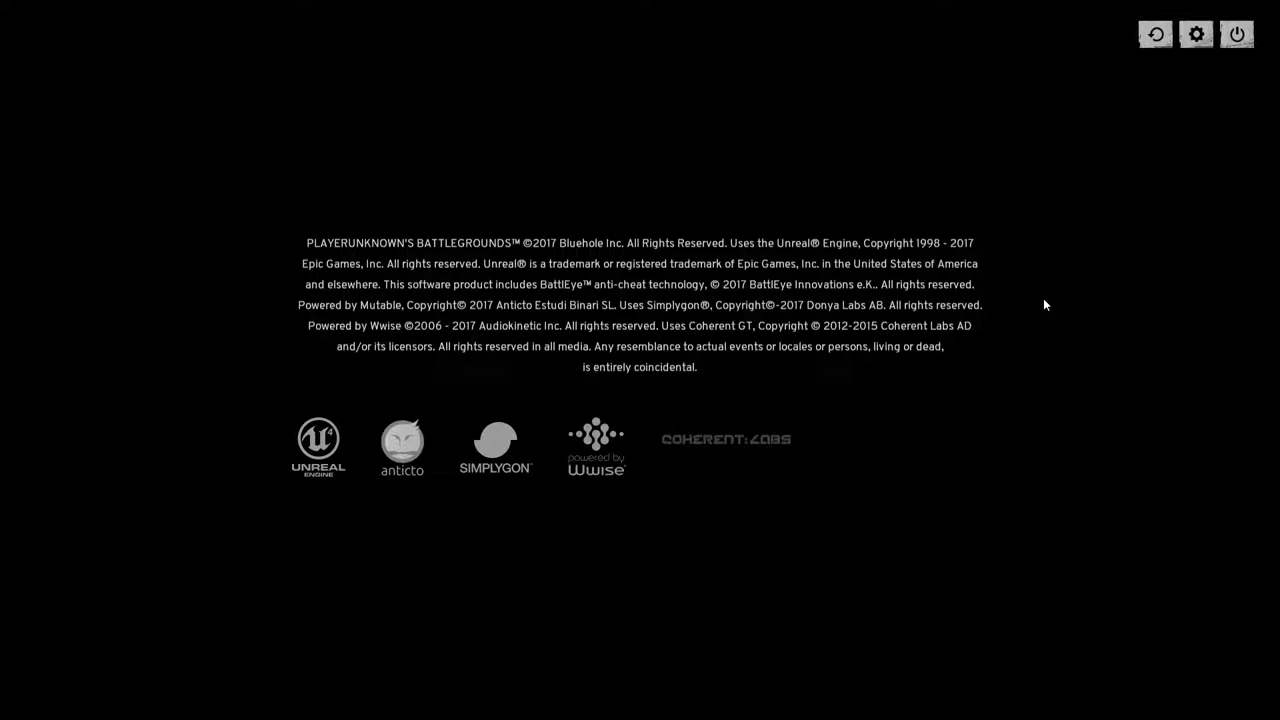 PLAYERUNKNOWN'S BATTLEGROUNDS™ ©2017 Bluehole Inc. All Rights Reserved. Uses the Unreal® Engine, Copyright 1998 - 2017
Epic Games, Inc. All rights reserved. Unreal® is a trademark or registered trademark of Epic Games, Inc. in the United States of America
and elsewhere. This software product includes BattlEye™ anti-cheat technology, © 2017 BattlEye Innovations e.K.. All rights reserved.
Powered by Mutable, Copyright© 2017 Anticto Estudi Binari SL. Uses Simplygon®, Copyright©-2017 Donya Labs AB. All rights reserved.
Powered by Wwise ©2006 - 2017 Audiokinetic Inc. All rights reserved. Uses Coherent GT, Copyright © 2012-2015 Coherent Labs AD
and/or its licensors. All rights reserved in all media. Any resemblance to actual events or locales or persons, living or dead,
is entirely coincidental.
UNREAL
ENGINE
anticto
SIMPLYGON™
powered by
Wwise®
COHERENT:LABS